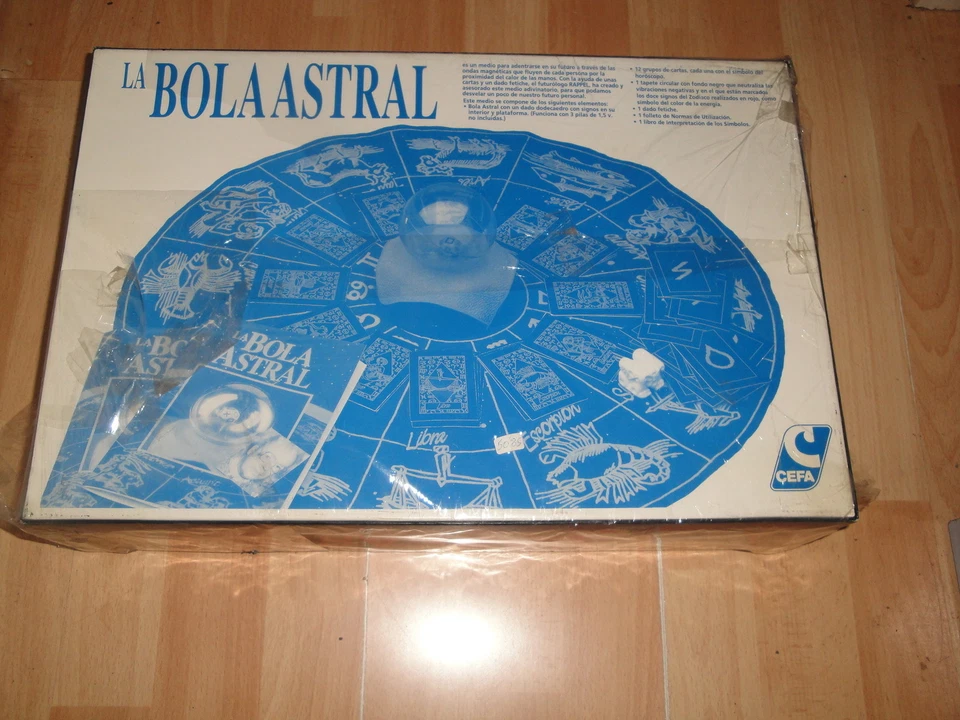 LA BOLA ASTRAL
es un medio para adentrarse en su futuro a través de las
ondas magnéticas que fluyen de cada persona por la
proximidad del calor de las manos. Con la ayuda de unas
cartas y un dado fetiche, el futurólogo RAPPEL, ha creado y
asesorado este medio adivinatorio, para que podamos
desvelar un poco de nuestro futuro personal.
Este medio se compone de los siguientes elementos:
• Bola Astral con un dado dodecaedro con signos en su
interior y plataforma. (Funciona con 3 pilas de 1,5 v.
no incluidas.)
• 12 grupos de cartas, cada una con el símbolo del
horóscopo.
• 1 tapete circular con fondo negro que neutraliza las
vibraciones negativas y en el que están marcados
los doce signos del Zodíaco realizados en rojo, como
símbolo del color de la energía.
• 1 dado fetiche.
• 1 folleto de Normas de Utilización.
• 1 libro de interpretación de los Símbolos.
Aries
Libra
Escorpion
LA BOLA
ASTRAL
CEFA